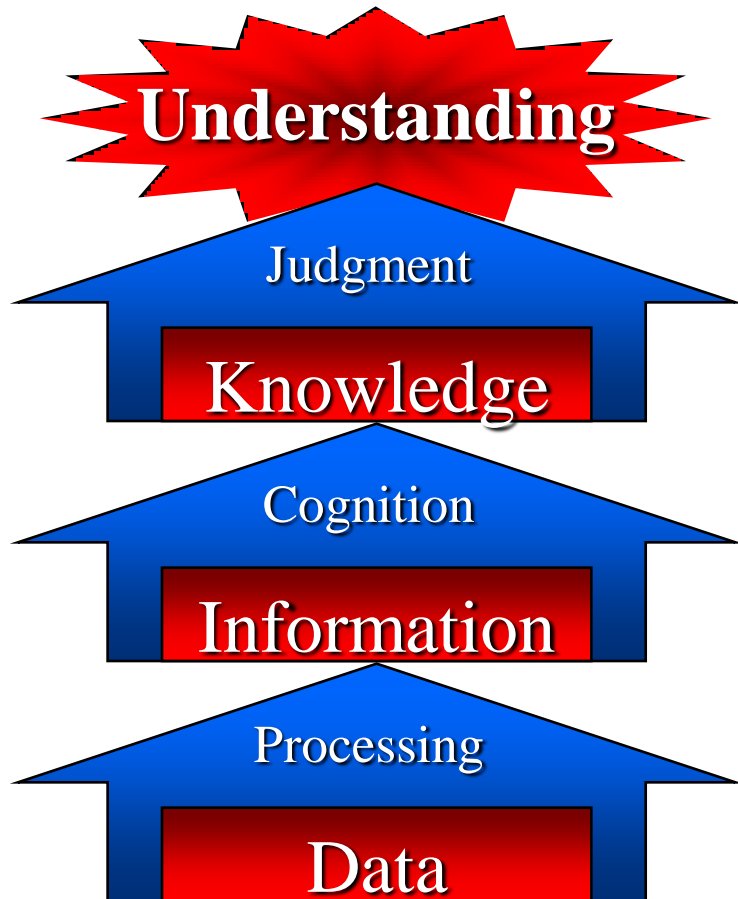 Understanding
Judgment
Knowledge
Cognition
Information
Processing
Data